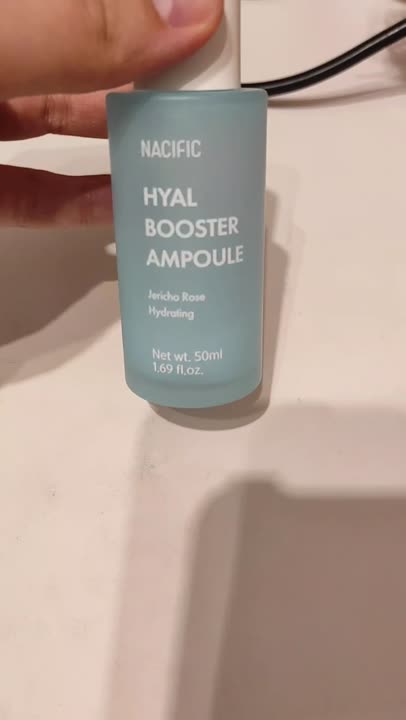 NACIFIC
HYAL
BOOSTER
AMPOULE
Jericho Rose
Hydrating
Net wt. 50ml
1.69 fl.oz.